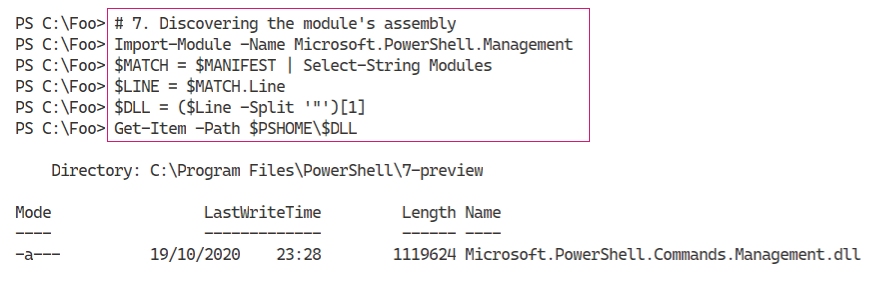 PS C:\Foo> # 7. Discovering the module's assembly
PS C:\Foo> Import-Module -Name Microsoft.PowerShell.Management
PS C:\Foo> $MATCH = $MANIFEST | Select-String Modules
PS C:\Foo> $LINE = $MATCH.Line
PS C:\Foo> $DLL = ($Line -Split '"')[1]
PS C:\Foo> Get-Item -Path $PSHOME\$DLL
    Directory: C:\Program Files\PowerShell\7-preview
Mode                 LastWriteTime         Length Name
----                 -------------         ------ ----
-a---          19/10/2020    23:28        1119624 Microsoft.PowerShell.Commands.Management.dll